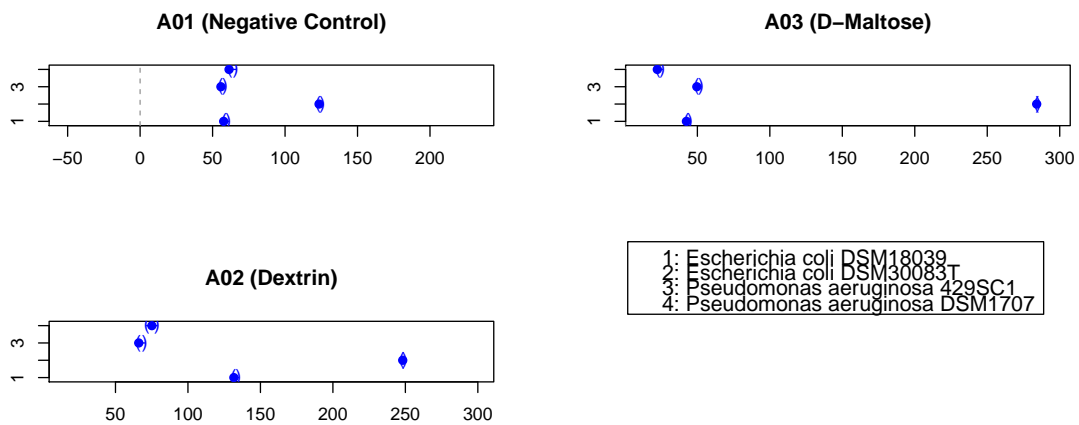 A01 (Negative Control)
3
1
−50 0 50 100 150 200
A03 (D−Maltose)
3
1
50 100 150 200 250 300
A02 (Dextrin)
3
1
50 100 150 200 250 300
1: Escherichia coli DSM18039
2: Escherichia coli DSM30083T
3: Pseudomonas aeruginosa 429SC1
4: Pseudomonas aeruginosa DSM1707